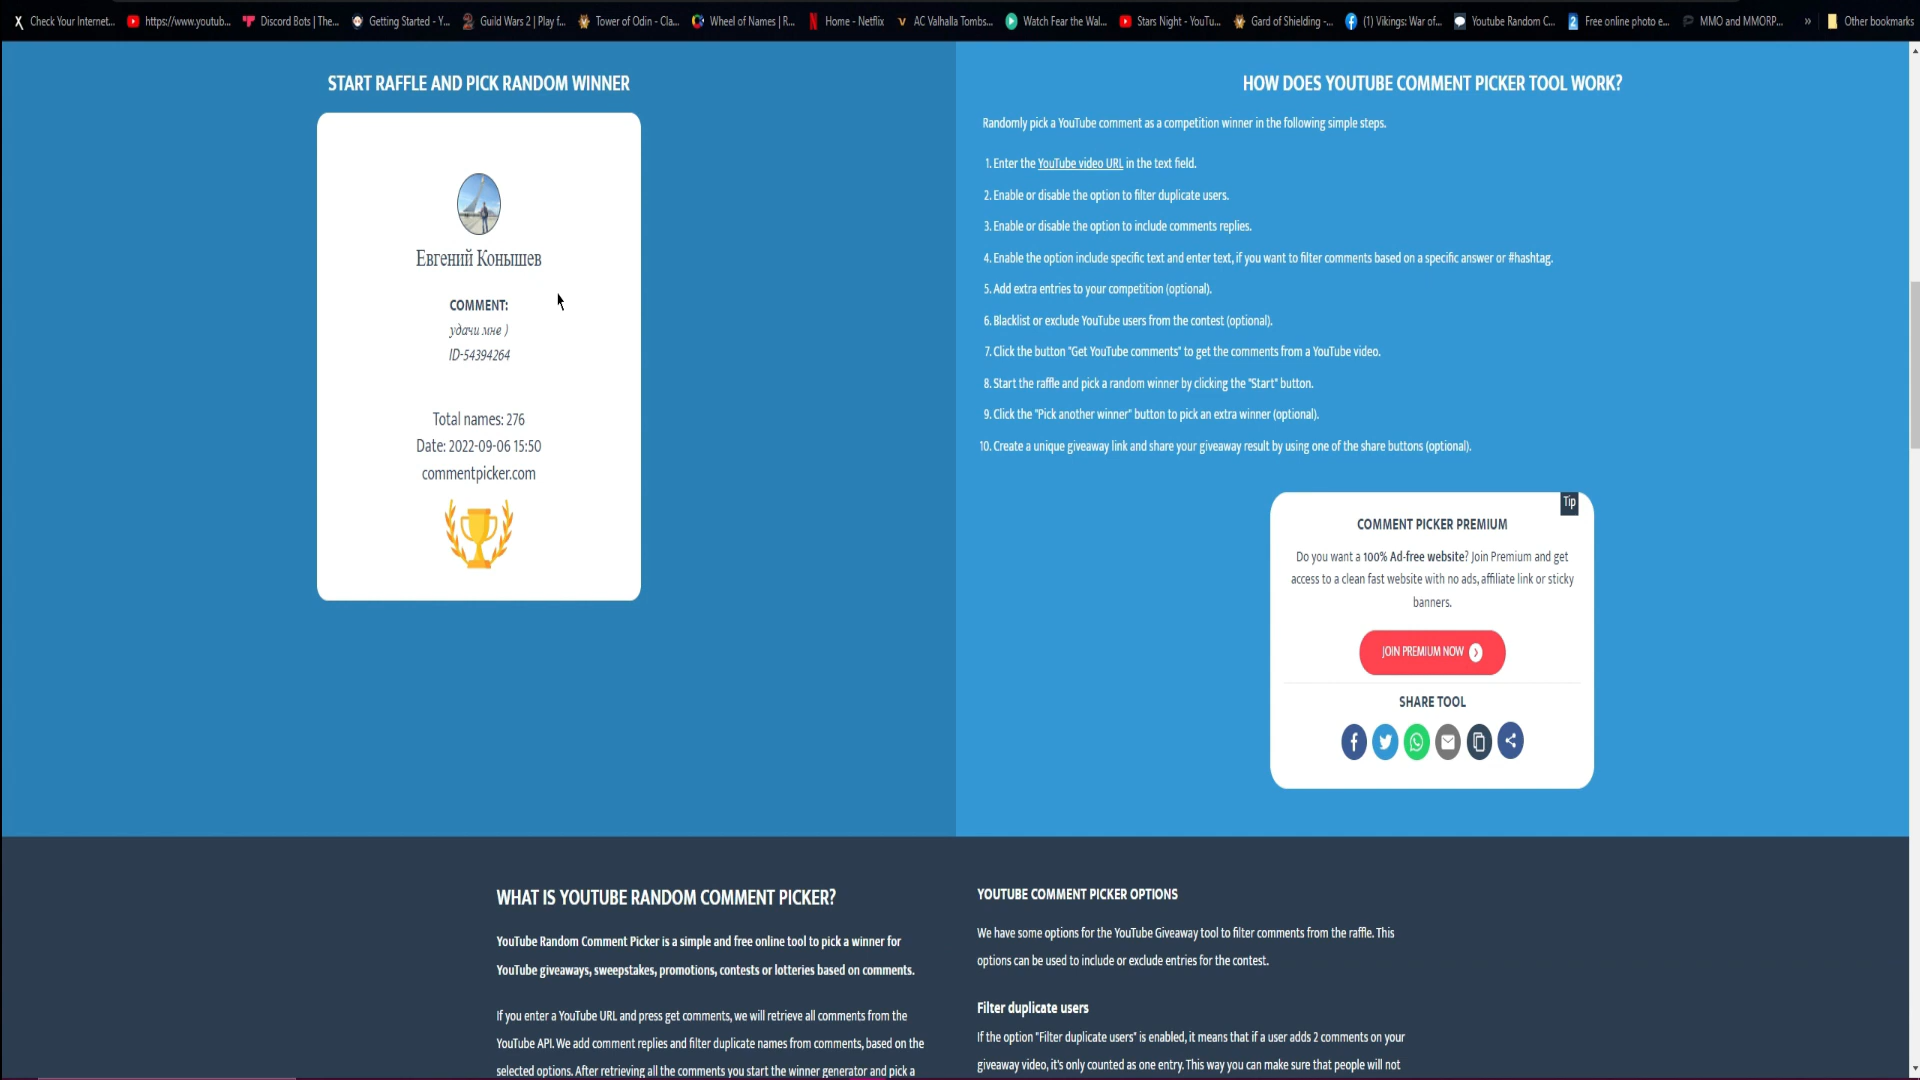 Check Your Internet...
https://www.youtub...
Discord Bots | The...
Getting Started - Y...
Guild Wars 2 | Play f...
Tower of Odin - Cla...
Wheel of Names | R...
Home - Netflix
AC Valhalla Tombs...
Watch Fear the Wal...
Stars Night - YouTu...
Gard of Shielding -...
(1) Vikings: War of...
Youtube Random C...
Free online photo e...
MMO and MMORP...
»
Other bookmarks
START RAFFLE AND PICK RANDOM WINNER
Евгений Конышев
COMMENT:
удачи мне )
ID-54394264
Total names: 276
Date: 2022-09-06 15:50
commentpicker.com
HOW DOES YOUTUBE COMMENT PICKER TOOL WORK?
Randomly pick a YouTube comment as a competition winner in the following simple steps.
1. Enter the YouTube video URL in the text field.
2. Enable or disable the option to filter duplicate users.
3. Enable or disable the option to include comments replies.
4. Enable the option include specific text and enter text, if you want to filter comments based on a specific answer or #hashtag.
5. Add extra entries to your competition (optional).
6. Blacklist or exclude YouTube users from the contest (optional).
7. Click the button "Get YouTube comments" to get the comments from a YouTube video.
8. Start the raffle and pick a random winner by clicking the "Start" button.
9. Click the "Pick another winner" button to pick an extra winner (optional).
10. Create a unique giveaway link and share your giveaway result by using one of the share buttons (optional).
Tip
COMMENT PICKER PREMIUM
Do you want a 100% Ad-free website? Join Premium and get
access to a clean fast website with no ads, affiliate link or sticky
banners.
JOIN PREMIUM NOW
SHARE TOOL
WHAT IS YOUTUBE RANDOM COMMENT PICKER?
YouTube Random Comment Picker is a simple and free online tool to pick a winner for
YouTube giveaways, sweepstakes, promotions, contests or lotteries based on comments.
If you enter a YouTube URL and press get comments, we will retrieve all comments from the
YouTube API. We add comment replies and filter duplicate names from comments, based on the
selected options. After retrieving all the comments you start the winner generator and pick a
YOUTUBE COMMENT PICKER OPTIONS
We have some options for the YouTube Giveaway tool to filter comments from the raffle. This
options can be used to include or exclude entries for the contest.
Filter duplicate users
If the option "Filter duplicate users" is enabled, it means that if a user adds 2 comments on your
giveaway video, it's only counted as one entry. This way you can make sure that people will not